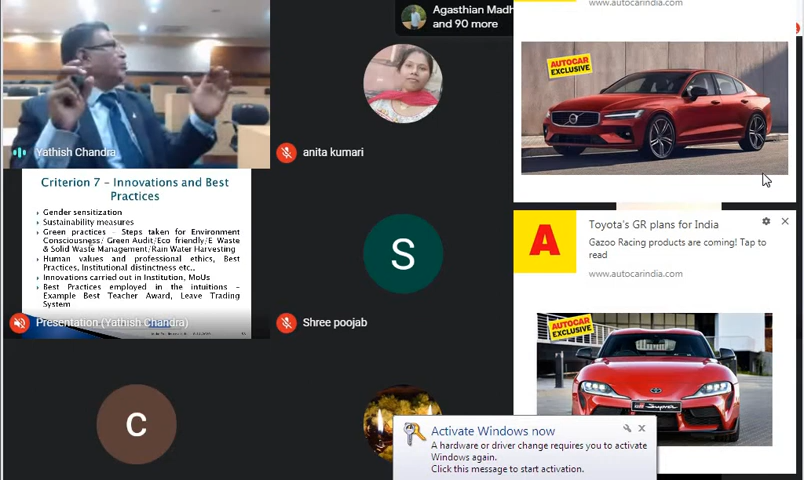 Agasthian Madh
and 90 more
Yathish Chandra
anita kumari
Criterion 7 – Innovations and Best
Practices
Gender sensitization
Sustainability measures
Green practices – Steps taken for Environment
Consciousness/ Green Audit/Eco friendly/E Waste
& Solid Waste Management/Rain Water Harvesting
Human values and professional ethics, Best
Practices, Institutional distinctness etc..
Innovations carried out in Institution, MoUs
Best Practices employed in the intuitions –
Example Best Teacher Award, Leave Trading
System
Presentation (Yathish Chandra)
S
Shree poojab
C
www.autocarindia.com
AUTOCAR
EXCLUSIVE
A
Toyota's GR plans for India
Gazoo Racing products are coming! Tap to
read
www.autocarindia.com
AUTOCAR
EXCLUSIVE
GR Supra
Activate Windows now
A hardware or driver change requires you to activate
Windows again.
Click this message to start activation.